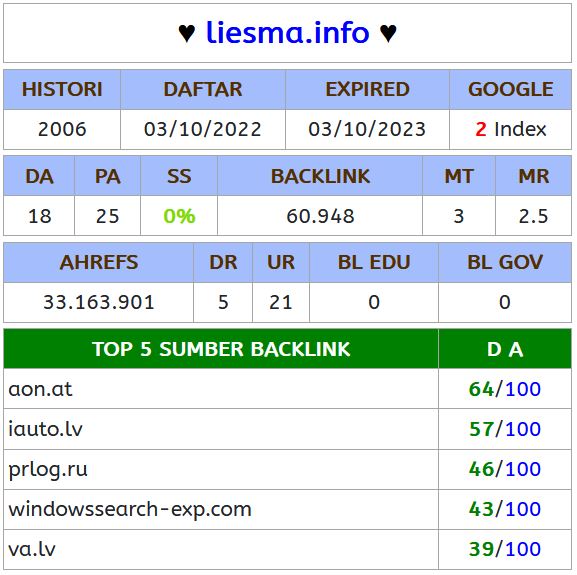 ♥ liesma.info ♥
HISTORI DAFTAR EXPIRED GOOGLE
2006 03/10/2022 03/10/2023 2 Index
DA PA SS BACKLINK MT MR
18 25 0% 60.948 3 2.5
AHREFS DR UR BL EDU BL GOV
33.163.901 5 21 0 0
TOP 5 SUMBER BACKLINK D A
aon.at 64/100
iauto.lv 57/100
prlog.ru 46/100
windowssearch-exp.com 43/100
va.lv 39/100